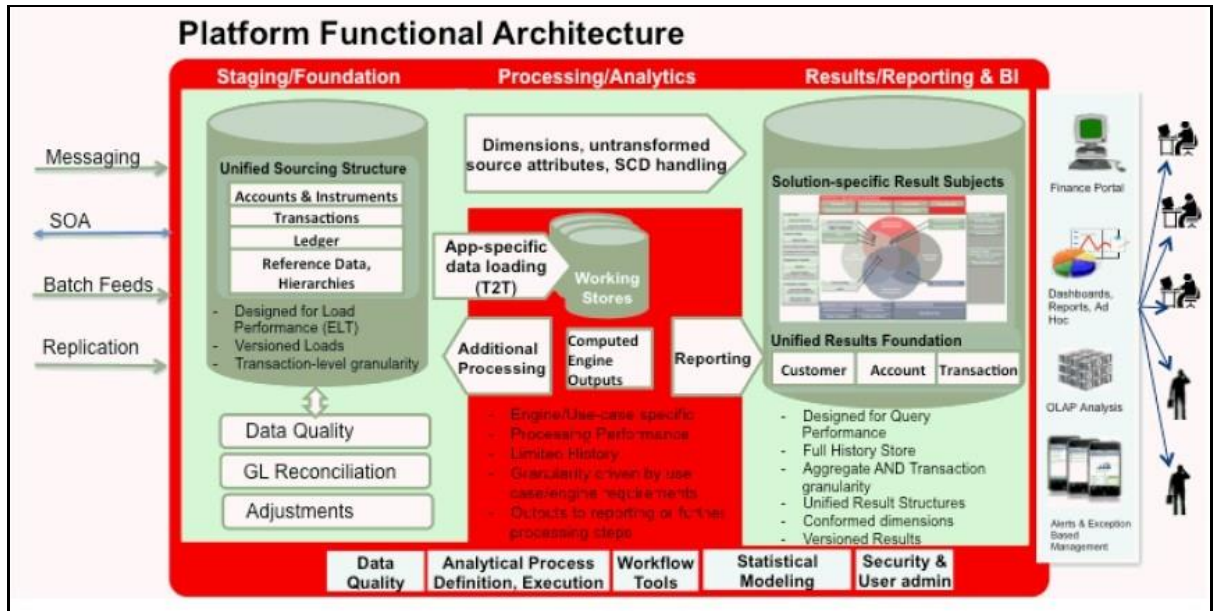 Platform Functional Architecture
Staging/Foundation
Processing/Analytics
Results/Reporting & BI
Messaging
SOA
Batch Feeds
Replication
Unified Sourcing Structure
Accounts & Instruments
Transactions
Ledger
Reference Data,
Hierarchies
- Designed for Load
Performance (ELT)
- Versioned Loads
- Transaction-level granularity
Data Quality
GL Reconciliation
Adjustments
Dimensions, untransformed
source attributes, SCD handling
App-specific
data loading
(T2T)
Working
Stores
Additional
Processing
Computed
Engine
Outputs
Reporting
- Engine/Use-case specific
- Processing Performance
- Limited History
- Granularity driven by use
case/engine requirements
- Outputs to reporting or further
processing steps
Solution-specific Result Subjects
Unified Results Foundation
Customer
Account
Transaction
- Designed for Query
Performance
- Full History Store
- Aggregate AND Transaction
granularity
- Unified Result Structures
- Conformed dimensions
- Versioned Results
Finance Portal
Dashboards,
Reports, Ad
Hoc
OLAP Analysis
Alerts & Exception
Based
Management
Data
Quality
Analytical Process
Definition, Execution
Workflow
Tools
Statistical
Modeling
Security &
User admin